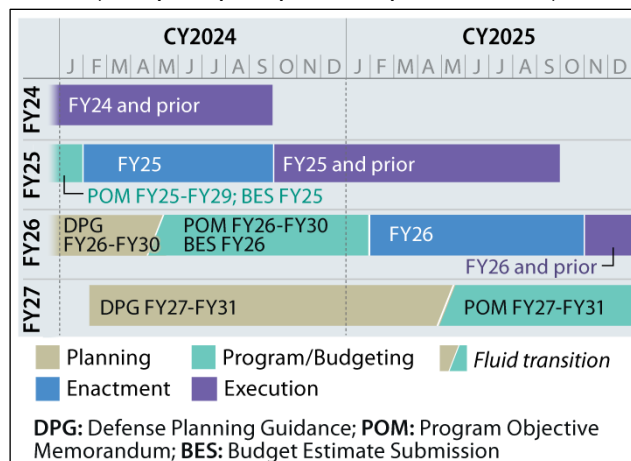 CY2024 CY2025
J F M A M J J A S O N D J F M A M J J A S O N D
FY24
FY24 and prior
FY25
FY25 FY25 and prior
POM FY25-FY29; BES FY25
FY26
DPG POM FY26-FY30
FY26-FY30 BES FY26
FY26
FY26 and prior
FY27
DPG FY27-FY31 POM FY27-FY31
Planning Program/Budgeting Fluid transition
Enactment Execution
DPG: Defense Planning Guidance; POM: Program Objective
Memorandum; BES: Budget Estimate Submission